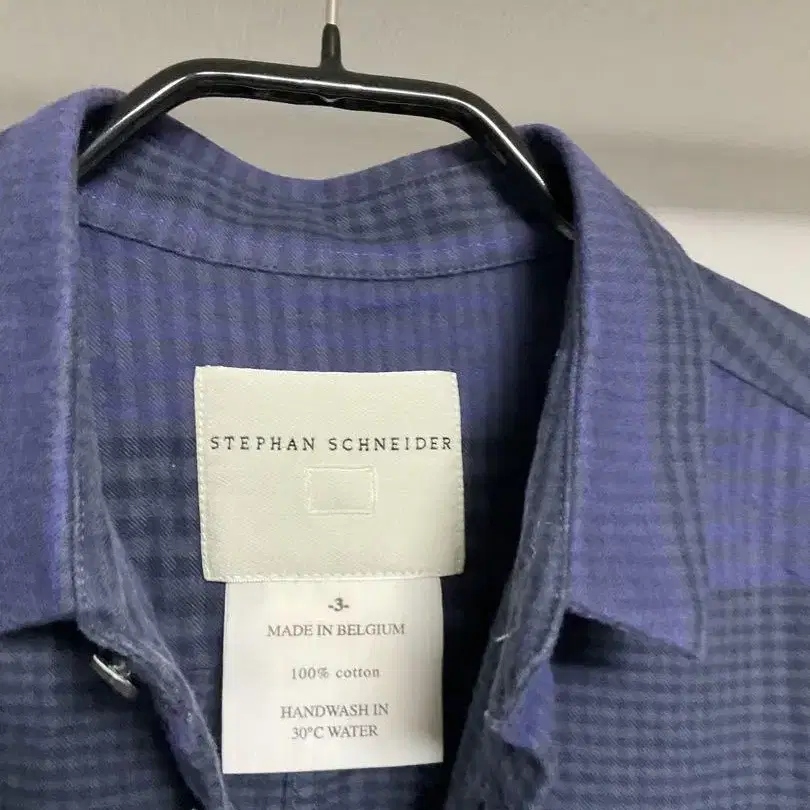 STEPHAN SCHNEIDER
-3-
MADE IN BELGIUM
100% cotton
HANDWASH IN
30°C WATER